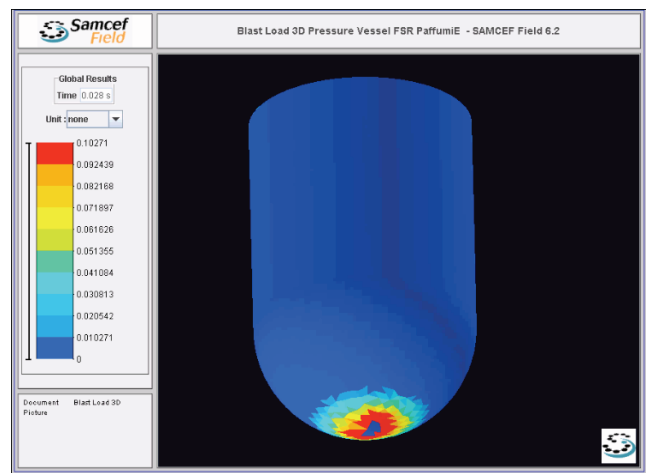 Samcef
Field
Blast Load 3D Pressure Vessel FSR PaffumiE - SAMCEF Field 6.2
Global Results
Time 0.028 s
Unit : none
0.10271
0.092439
0.082168
0.071897
0.061626
0.051355
0.041084
0.030813
0.020542
0.010271
0
Document Blast Load 3D
Picture